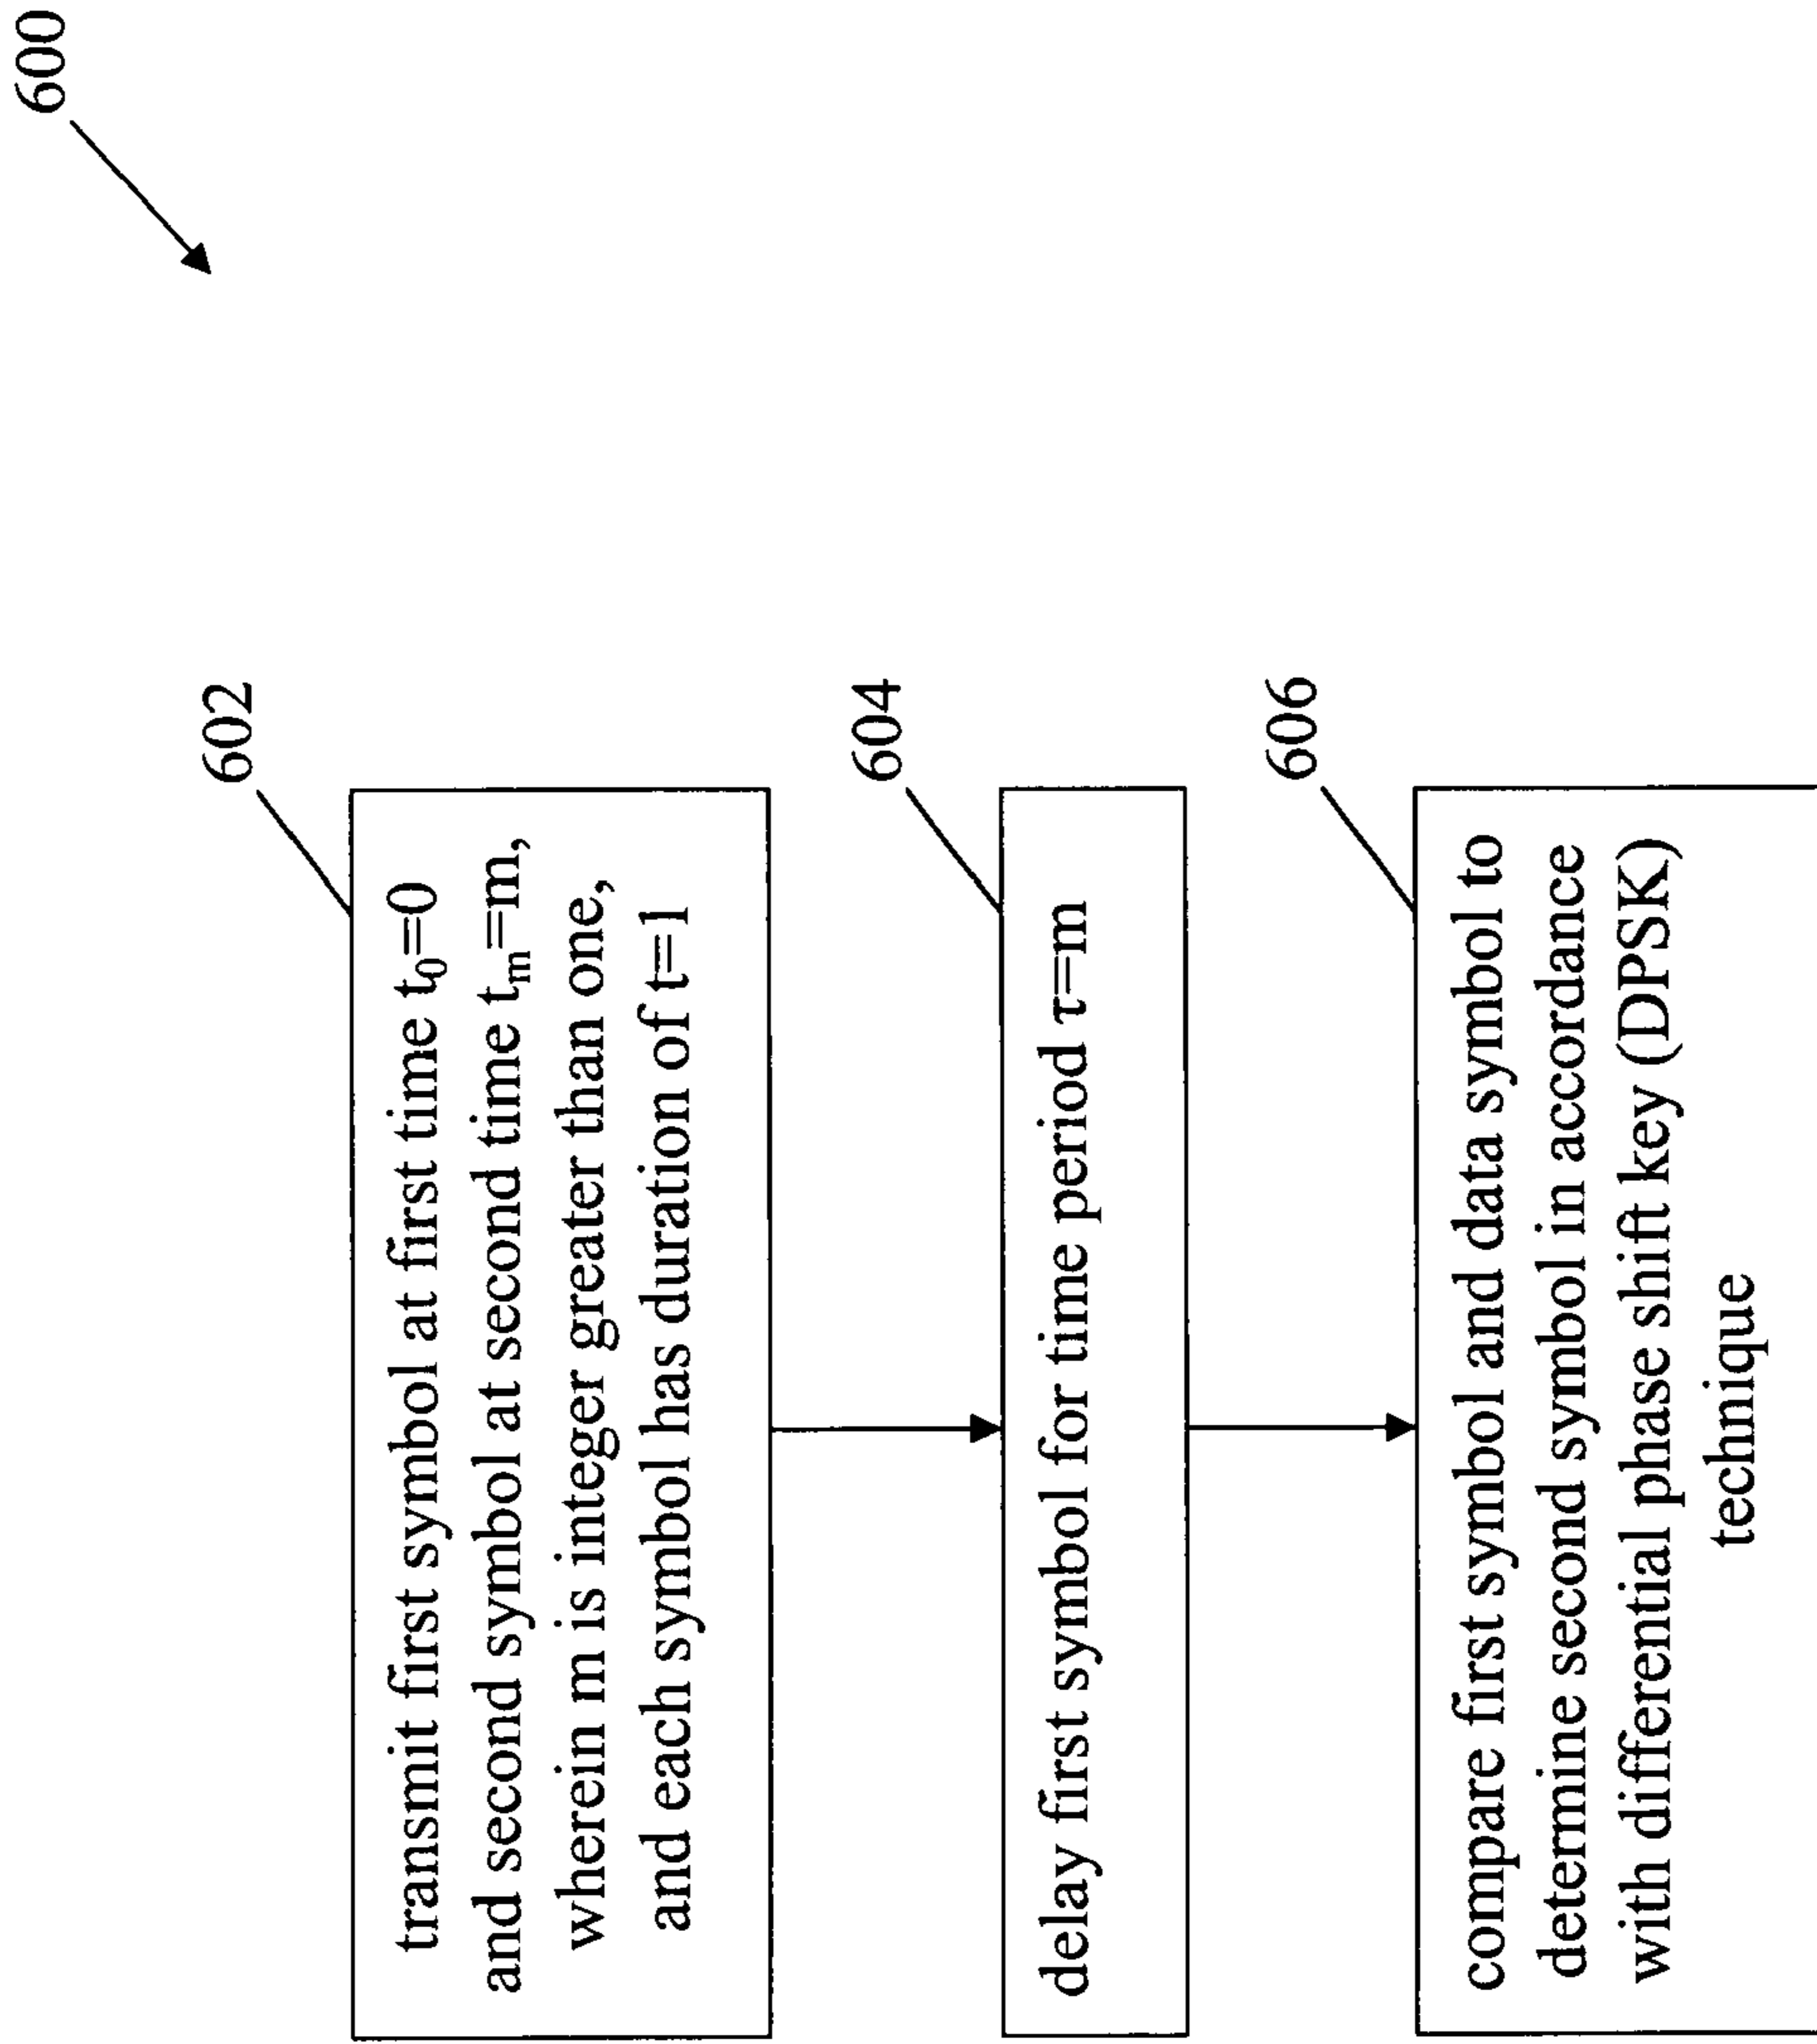 600
602
transmit first symbol at first time t₀=0
and second symbol at second time tₘ=m,
wherein m is integer greater than one,
and each symbol has duration of t=1
604
delay first symbol for time period τ=m
606
compare first symbol and data symbol to
determine second symbol in accordance
with differential phase shift key (DPSK)
technique